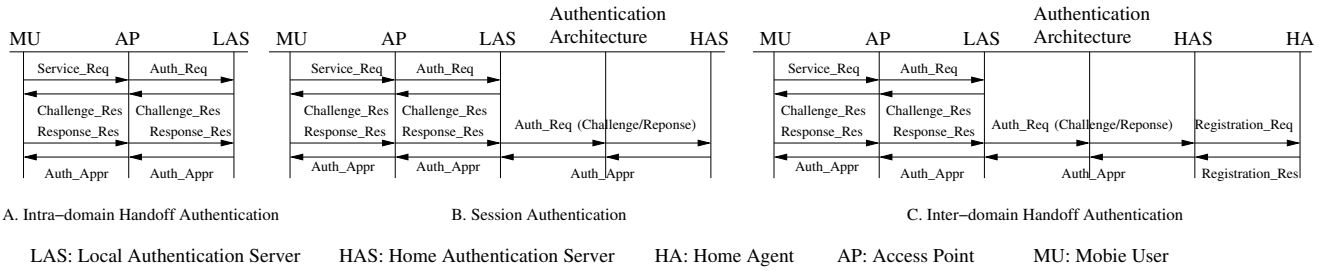 Authentication
Architecture
Authentication
Architecture
MU AP LAS MU AP LAS HAS MU AP LAS HAS HA
Service_Req Auth_Req Service_Req Auth_Req Service_Req Auth_Req
Challenge_Res Challenge_Res Challenge_Res Challenge_Res Challenge_Res Challenge_Res
Response_Res Response_Res Response_Res Response_Res Auth_Req (Challenge/Reponse) Response_Res Response_Res Auth_Req (Challenge/Reponse) Registration_Req
Auth_Appr Auth_Appr Auth_Appr Auth_Appr Auth_Appr Auth_Appr Auth_Appr Auth_Appr Registration_Res
A. Intra−domain Handoff Authentication B. Session Authentication C. Inter−domain Handoff Authentication
LAS: Local Authentication Server HAS: Home Authentication Server HA: Home Agent AP: Access Point MU: Mobie User